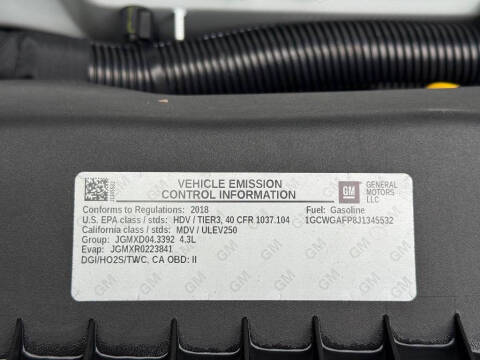 VEHICLE EMISSION
CONTROL INFORMATION
GM
GENERAL
MOTORS
LLC
Conforms to Regulations: 2018
Fuel: Gasoline
U.S. EPA class / stds: HDV / TIER3, 40 CFR 1037.104
1GCWGAFP8J1345532
California class / stds: MDV / ULEV250
Group: JGMXD04.3392 4.3L
Evap: JGMXR0223841
DGI/HO2S/TWC, CA OBD: II